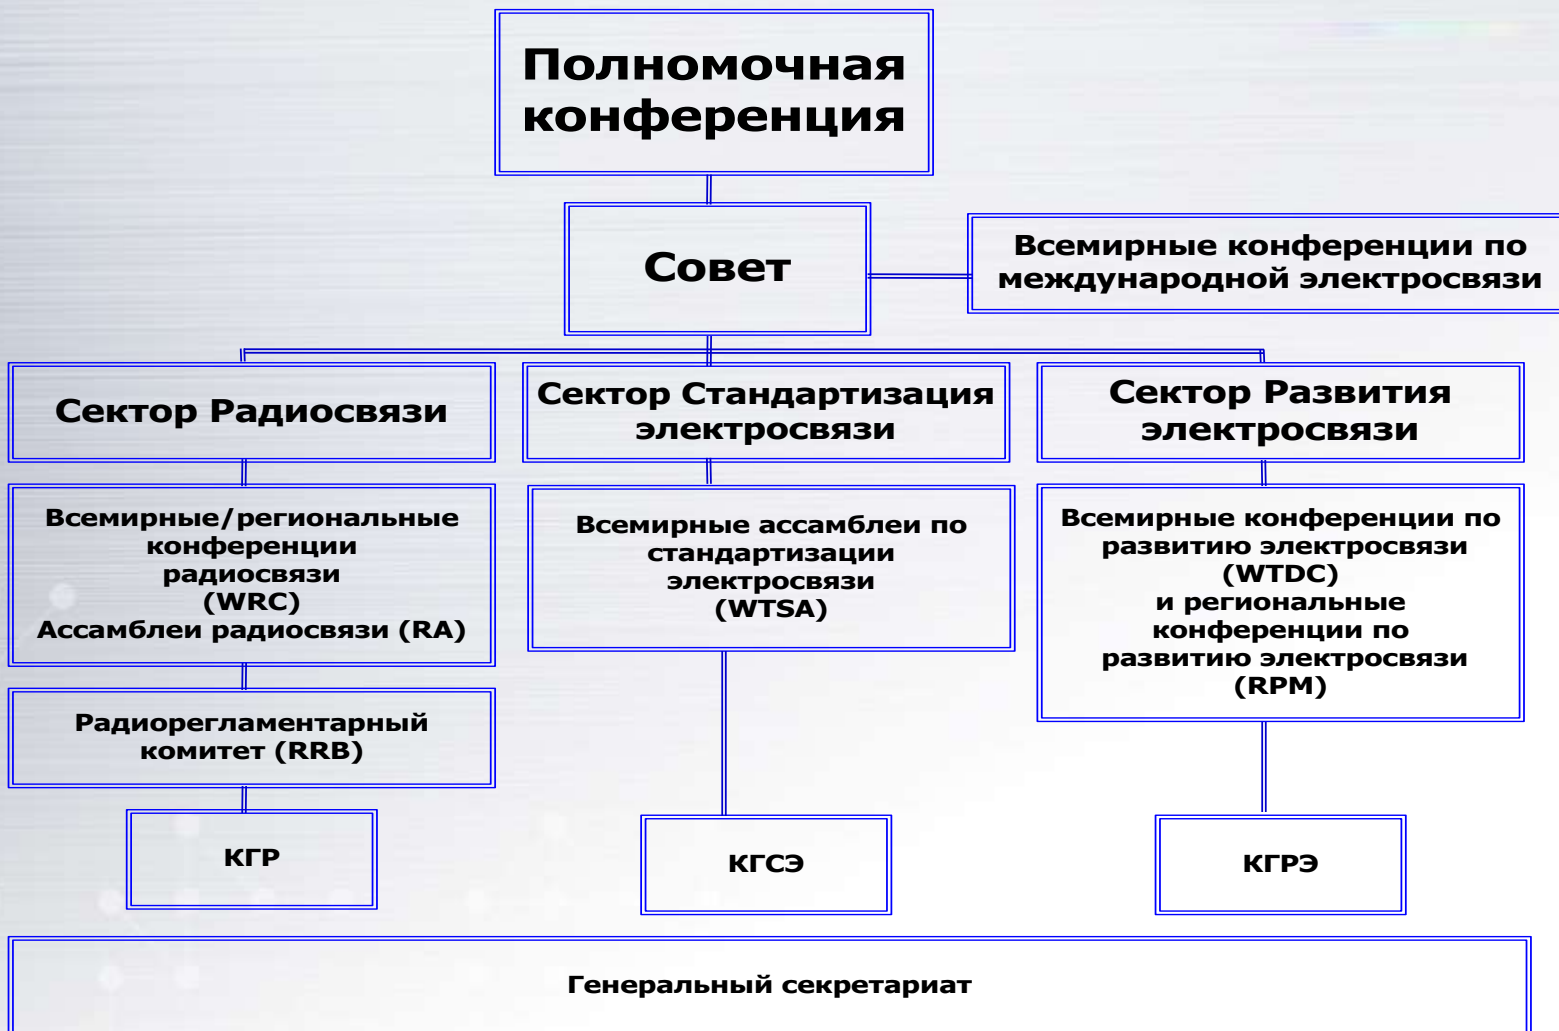 Полномочная
конференция
Совет
Всемирные конференции по
международной электросвязи
Сектор Радиосвязи
Сектор Стандартизация
электросвязи
Сектор Развития
электросвязи
Всемирные/региональные
конференции
радиосвязи
(WRC)
Ассамблеи радиосвязи (RA)
Всемирные ассамблеи по
стандартизации
электросвязи
(WTSA)
Всемирные конференции по
развитию электросвязи
(WTDC)
и региональные
конференции по
развитию электросвязи
(RPM)
Радиорегламентарный
комитет (RRB)
КГР
КГСЭ
КГРЭ
Генеральный секретариат